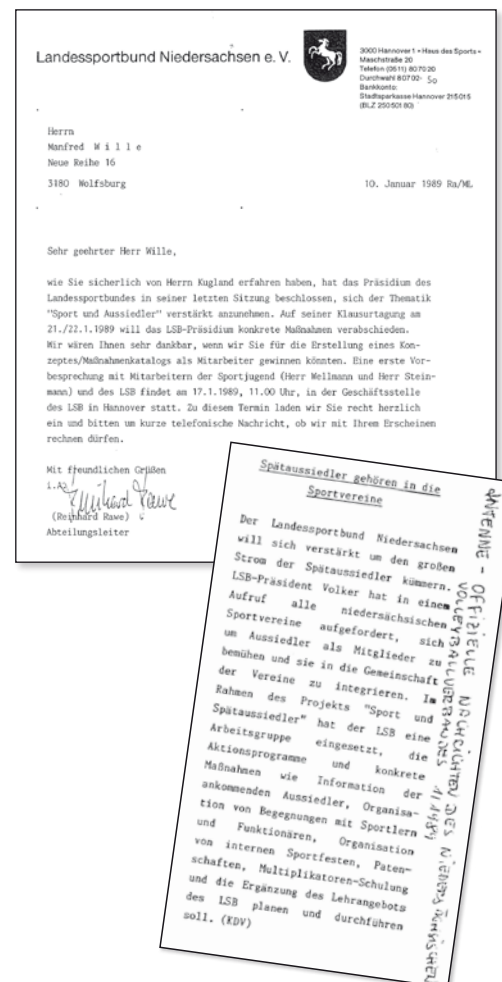 Landessportbund Niedersachsen e. V.
3000 Hannover 1 • Haus des Sports •
Maschstraße 20
Telefon (0511) 80 70 20
Durchwahl 8 07 02- 50
Bankkonto:
Stadtsparkasse Hannover 215 015
(BLZ 250 501 80)
Herrn
Manfred W i l l e
Neue Reihe 16
3180 Wolfsburg
10. Januar 1989 Ra/ML
Sehr geehrter Herr Wille,
wie Sie sicherlich von Herrn Kugland erfahren haben, hat das Präsidium des
Landessportbundes in seiner letzten Sitzung beschlossen, sich der Thematik
"Sport und Aussiedler" verstärkt anzunehmen. Auf seiner Klausurtagung am
21./22.1.1989 will das LSB-Präsidium konkrete Maßnahmen verabschieden.
Wir wären Ihnen sehr dankbar, wenn wir Sie für die Erstellung eines Kon-
zeptes/Maßnahmenkatalogs als Mitarbeiter gewinnen könnten. Eine erste Vor-
besprechung mit Mitarbeitern der Sportjugend (Herr Wellmann und Herr Stein-
mann) und des LSB findet am 17.1.1989, 11.00 Uhr, in der Geschäftsstelle
des LSB in Hannover statt. Zu diesem Termin laden wir Sie recht herzlich
ein und bitten um kurze telefonische Nachricht, ob wir mit Ihrem Erscheinen
rechnen dürfen.
Mit freundlichen Grüßen
i.A.
Reinhard Rawe
(Reinhard Rawe)
Abteilungsleiter
Spätaussiedler gehören in die
Sportvereine
Der Landessportbund Niedersachsen
will sich verstärkt um den großen
Strom der Spätaussiedler kümmern.
LSB-Präsident Volker hat in einem
Aufruf alle niedersächsischen
Sportvereine aufgefordert, sich
um Aussiedler als Mitglieder zu
bemühen und sie in die Gemeinschaft
der Vereine zu integrieren. Im
Rahmen des Projekts "Sport und
Spätaussiedler" hat der LSB eine
Arbeitsgruppe eingesetzt, die
Aktionsprogramme und konkrete
Maßnahmen wie Information der
ankommenden Aussiedler, Organisa-
tion von Begegnungen mit Sportlern
und Funktionären, Organisation
von internen Sportfesten, Paten-
schaften, Multiplikatoren-Schulung
und die Ergänzung des Lehrangebots
des LSB planen und durchführen
soll. (KDV)
ANTENNE - OFFIZIELLE NACHRICHTEN DES NIEDERSÄCHSISCHEN
VOLLEYBALLVERBANDES 1/1989